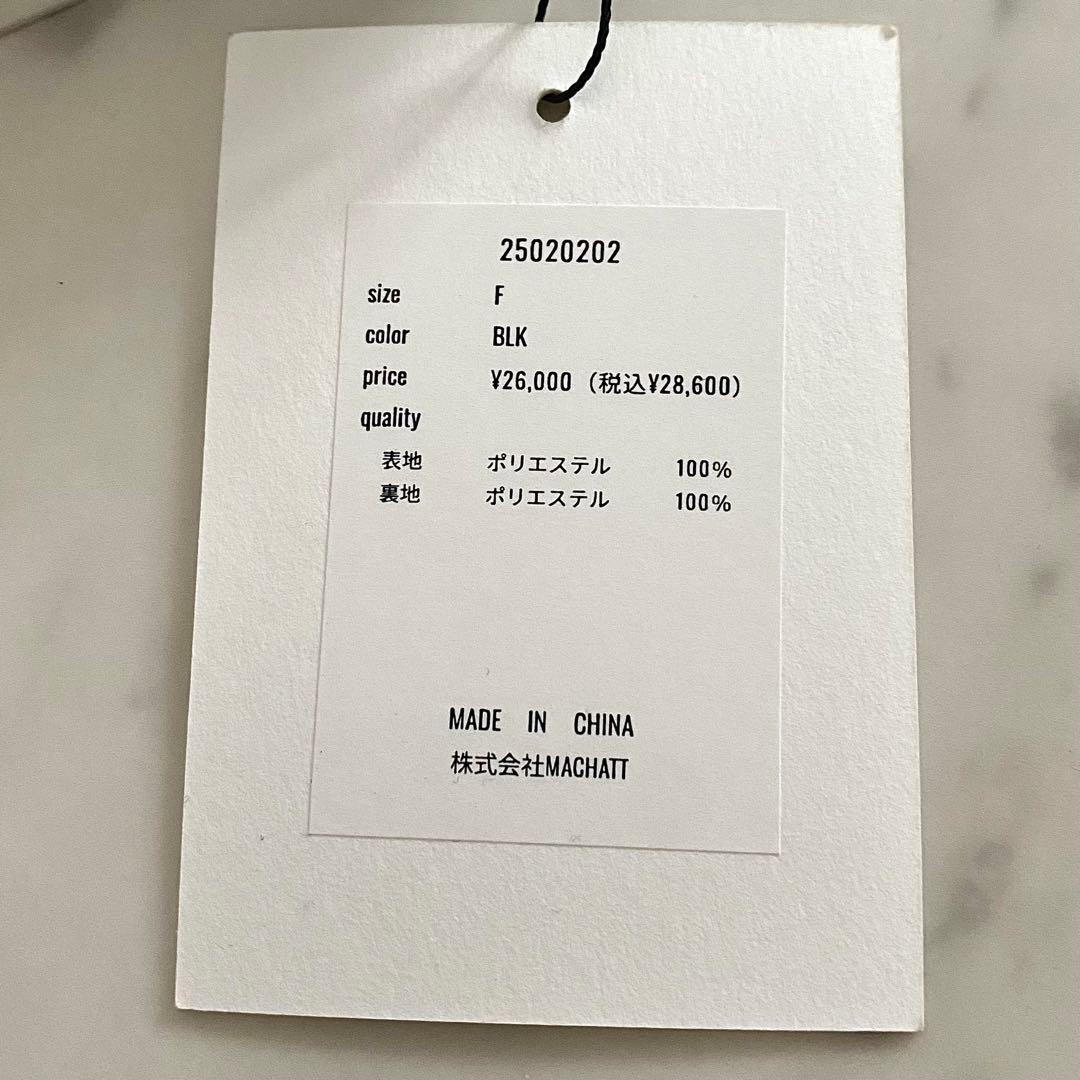 25020202
size F
color BLK
price ¥26,000（税込¥28,600）
quality
表地 ポリエステル 100%
裏地 ポリエステル 100%
MADE IN CHINA
株式会社MACHATT